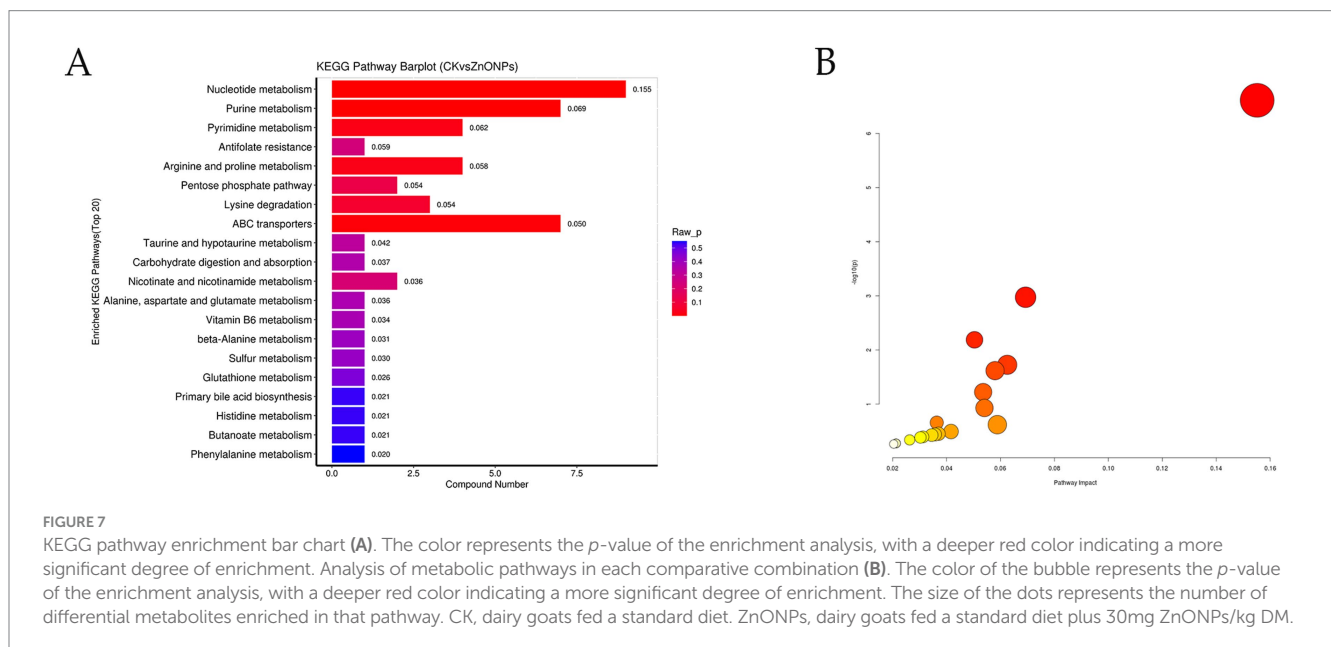 A
KEGG Pathway Barplot (CKvsZnONPs)
Enriched KEGG Pathways(Top 20)
Nucleotide metabolism 0.155
Purine metabolism 0.069
Pyrimidine metabolism 0.062
Antifolate resistance 0.059
Arginine and proline metabolism 0.058
Pentose phosphate pathway 0.054
Lysine degradation 0.054
ABC transporters 0.050
Taurine and hypotaurine metabolism 0.042
Carbohydrate digestion and absorption 0.037
Nicotinate and nicotinamide metabolism 0.036
Alanine, aspartate and glutamate metabolism 0.036
Vitamin B6 metabolism 0.034
beta-Alanine metabolism 0.031
Sulfur metabolism 0.030
Glutathione metabolism 0.026
Primary bile acid biosynthesis 0.021
Histidine metabolism 0.021
Butanoate metabolism 0.021
Phenylalanine metabolism 0.020
0.0 2.5 5.0 7.5
Compound Number
Raw_p
0.5
0.4
0.3
0.2
0.1
B
-log10(p)
6
5
4
3
2
1
0.02 0.04 0.06 0.08 0.10 0.12 0.14 0.16
Pathway Impact
FIGURE 7
KEGG pathway enrichment bar chart (A). The color represents the p-value of the enrichment analysis, with a deeper red color indicating a more
significant degree of enrichment. Analysis of metabolic pathways in each comparative combination (B). The color of the bubble represents the p-value
of the enrichment analysis, with a deeper red color indicating a more significant degree of enrichment. The size of the dots represents the number of
differential metabolites enriched in that pathway. CK, dairy goats fed a standard diet. ZnONPs, dairy goats fed a standard diet plus 30mg ZnONPs/kg DM.